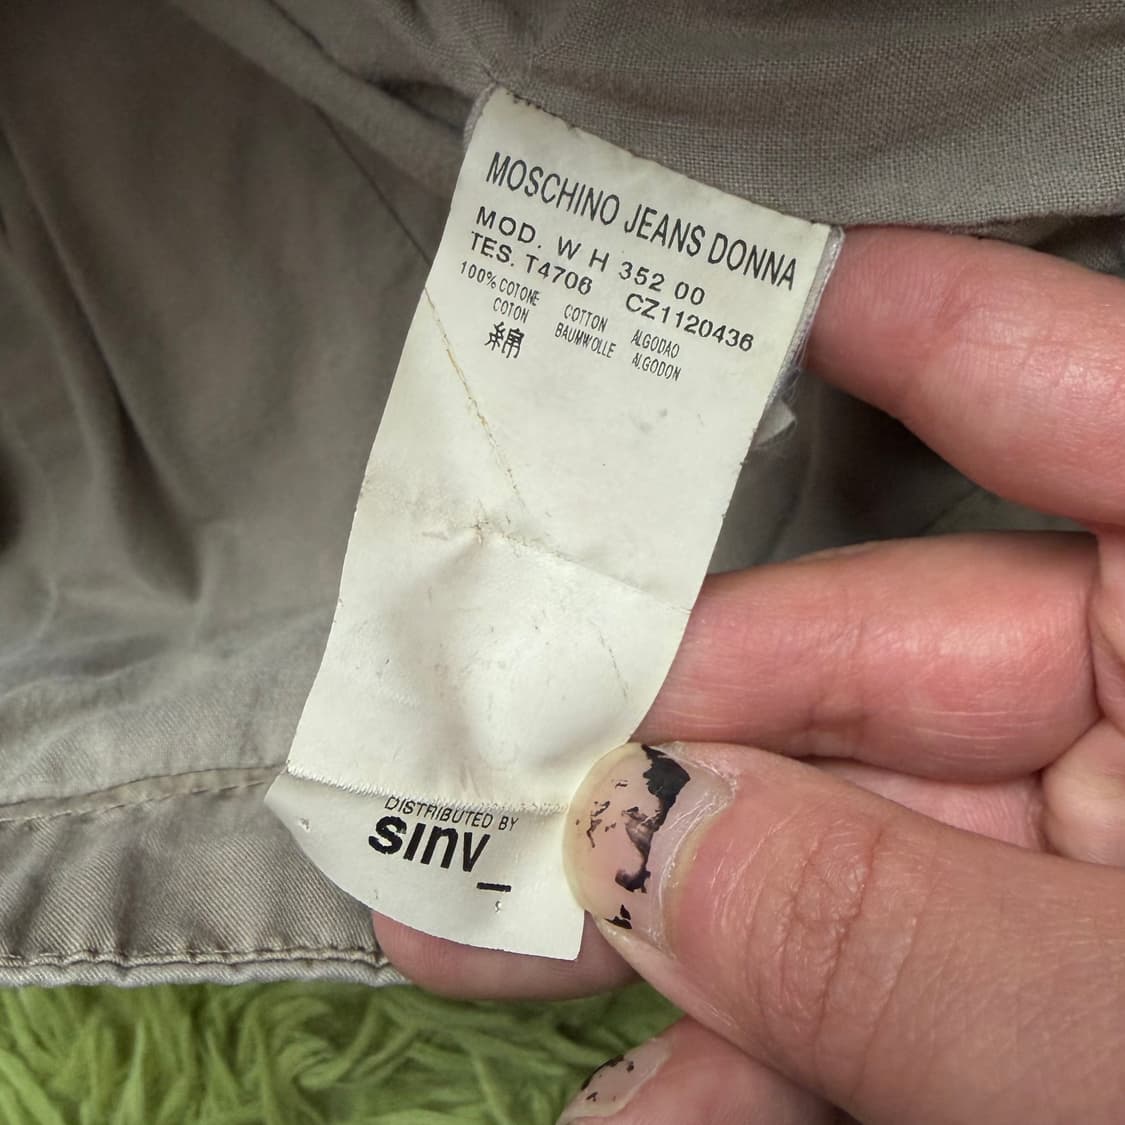 MOSCHINO JEANS DONNA
MOD. W H 352 00
TES. T4706 CZ1120436
100% COTONE COTTON ALGODAO
COTON BAUMWOLLE ALGODON
綿
DISTRIBUTED BY
sinv_